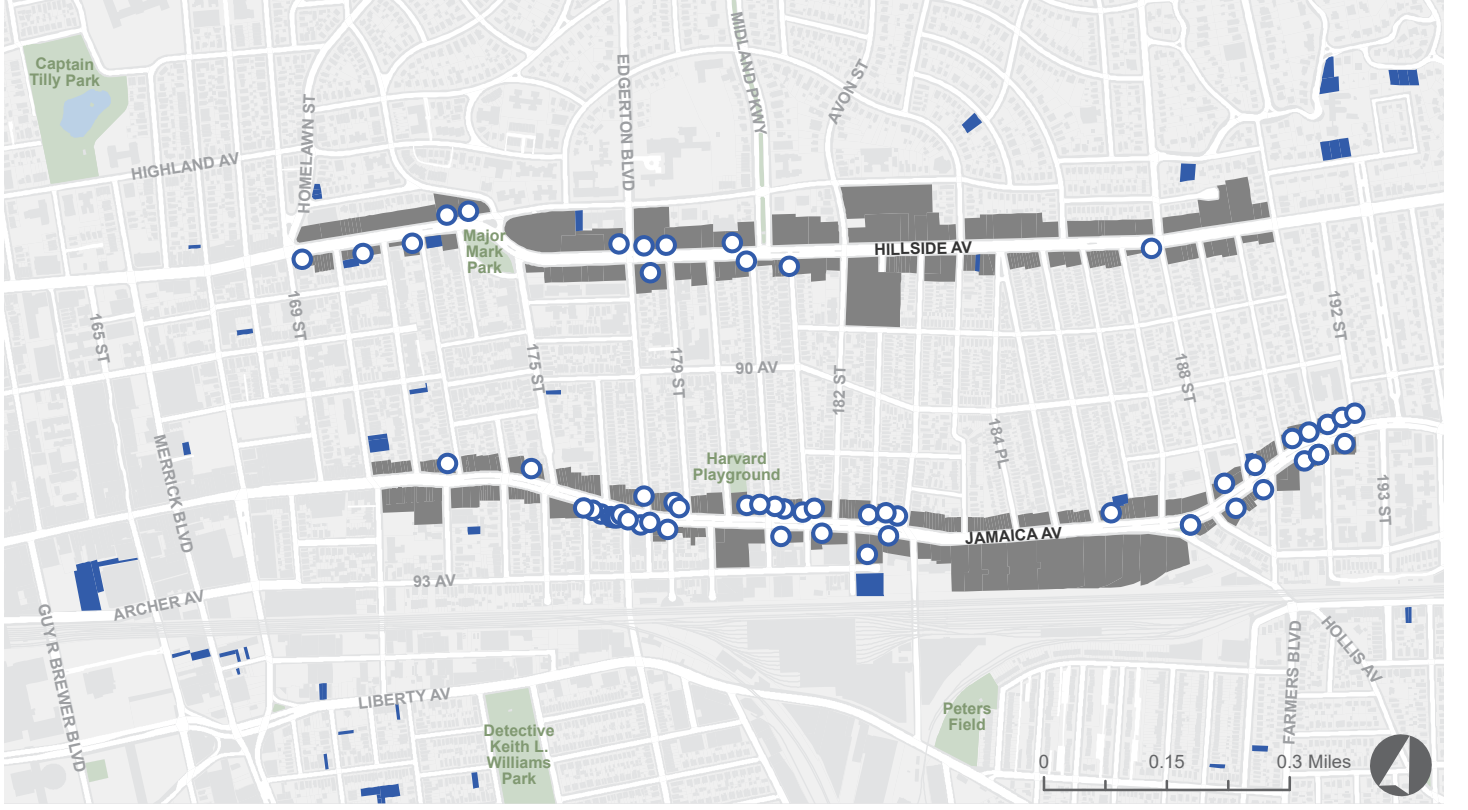 Captain
Tilly Park
HIGHLAND AV
HOMELAWN ST
EDGERTON BLVD
MIDLAND PKWY
AVON ST
Major
Mark
Park
HILLSIDE AV
165 ST
169 ST
175 ST
179 ST
90 AV
182 ST
184 PL
188 ST
192 ST
193 ST
MERRICK BLVD
Harvard
Playground
JAMAICA AV
93 AV
ARCHER AV
GUY R BREWER BLVD
LIBERTY AV
Detective
Keith L.
Williams
Park
Peters
Field
FARMERS BLVD
HOLLIS AV
0 0.15 0.3 Miles